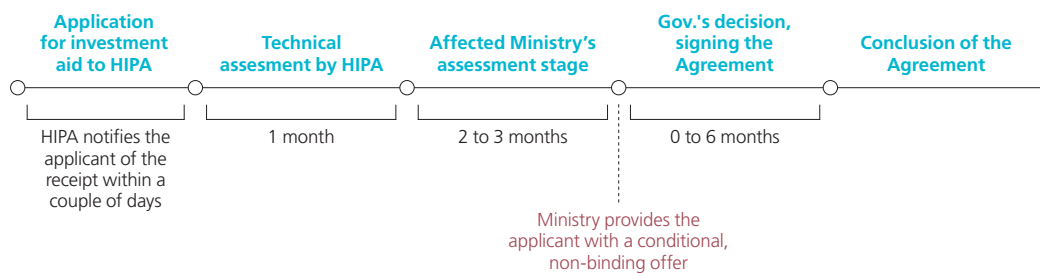 Application
for investment
aid to HIPA
Technical
assesment by HIPA
Affected Ministry's
assessment stage
Gov.'s decision,
signing the
Agreement
Conclusion of the
Agreement
HIPA notifies the
applicant of the
receipt within a
couple of days
1 month
2 to 3 months
0 to 6 months
Ministry provides the
applicant with a conditional,
non-binding offer